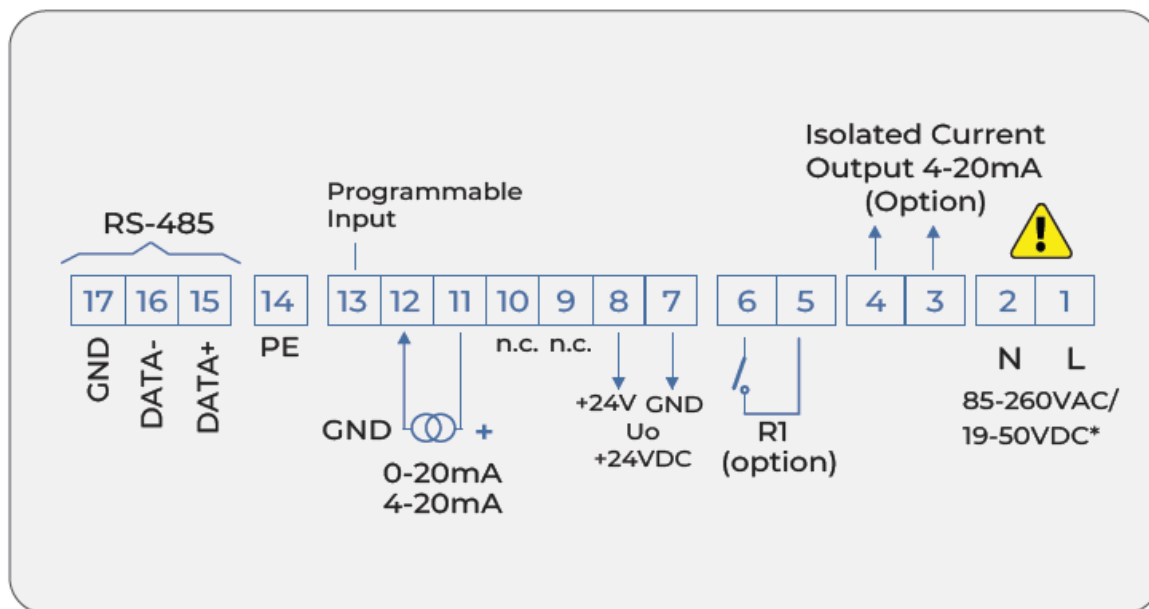 Isolated Current
Output 4-20mA
(Option)
Programmable
Input
RS-485
!
17 16 15 14 13 12 11 10 9 8 7 6 5 4 3 2 1
GND
DATA-
DATA+
PE
n.c. n.c.
N L
+24V GND
Uo
+24VDC
85-260VAC/
19-50VDC*
GND +
0-20mA
4-20mA
R1
(option)